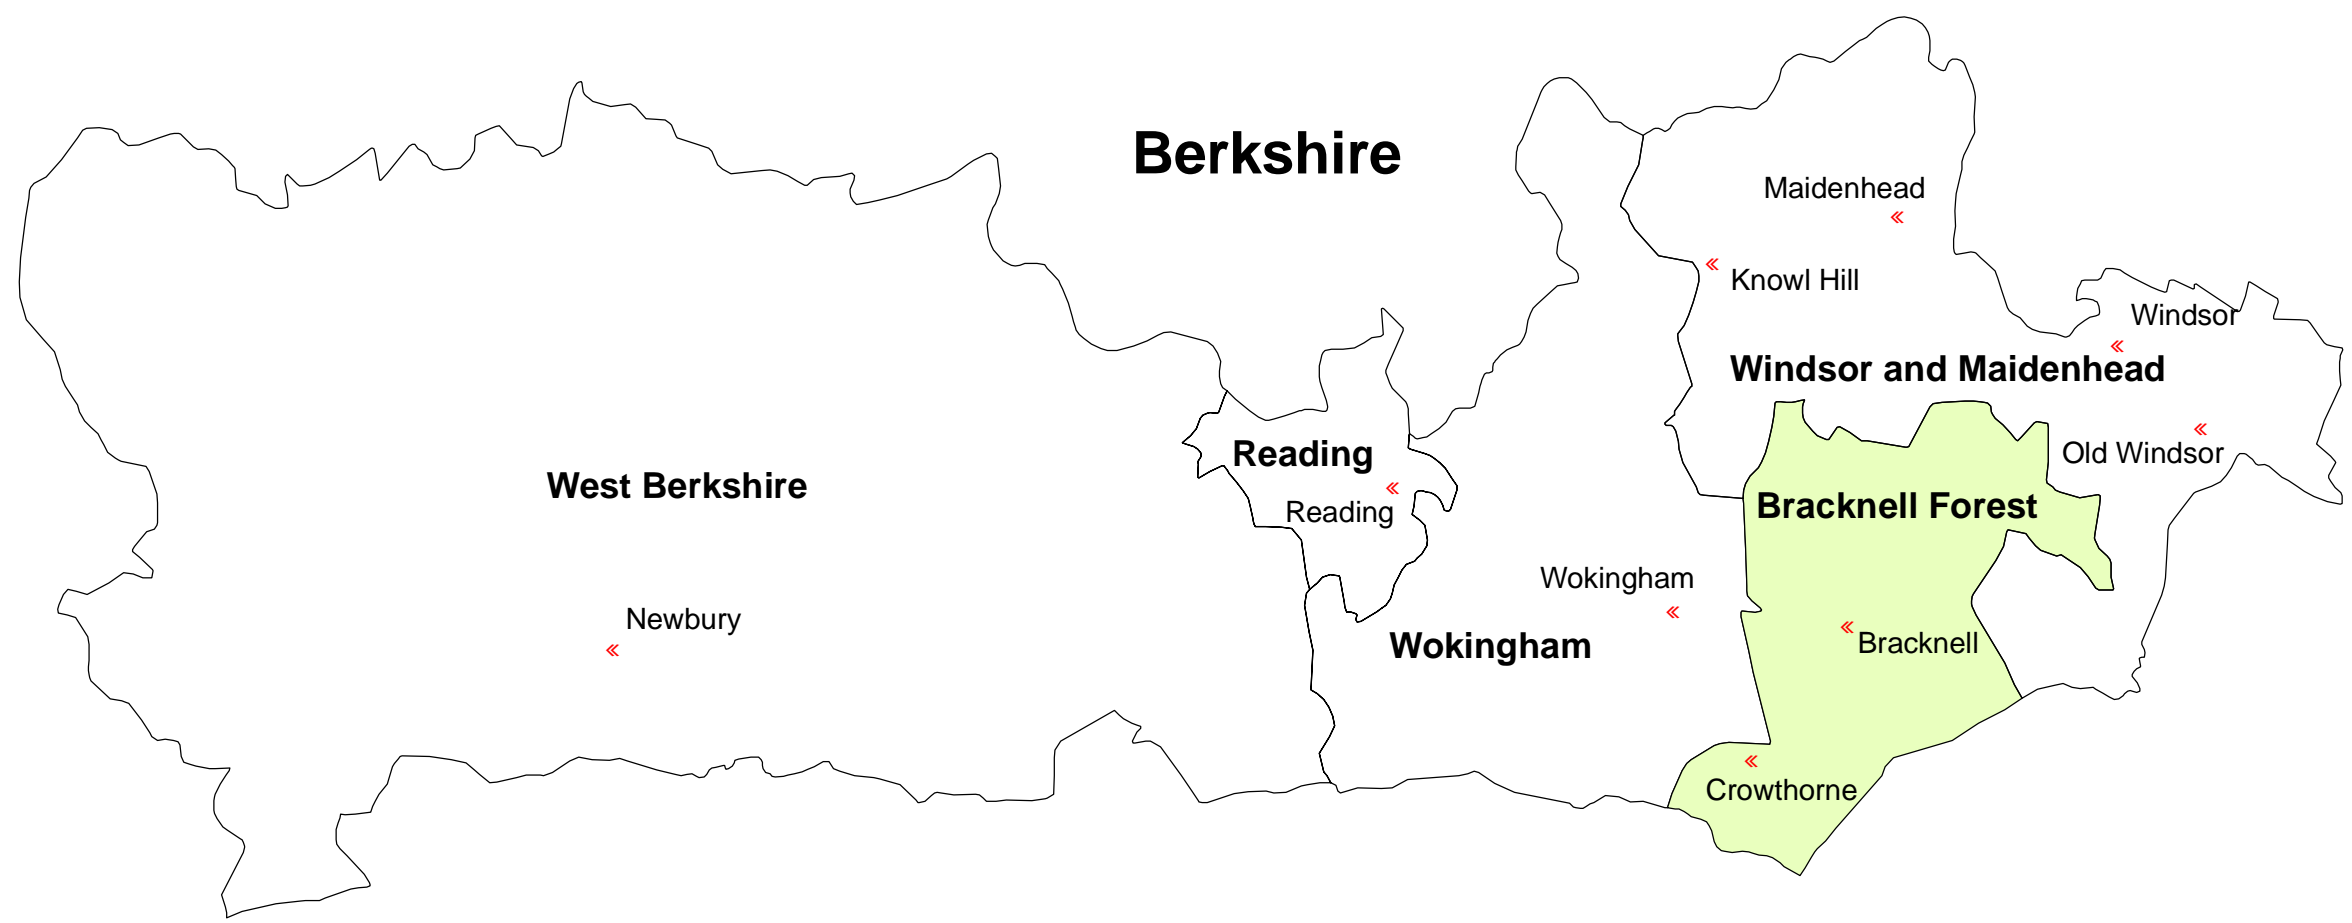 Berkshire
Maidenhead
Knowl Hill
Windsor
Windsor and Maidenhead
Old Windsor
Reading
Reading
West Berkshire
Bracknell Forest
Wokingham
Wokingham
Newbury
Bracknell
Crowthorne